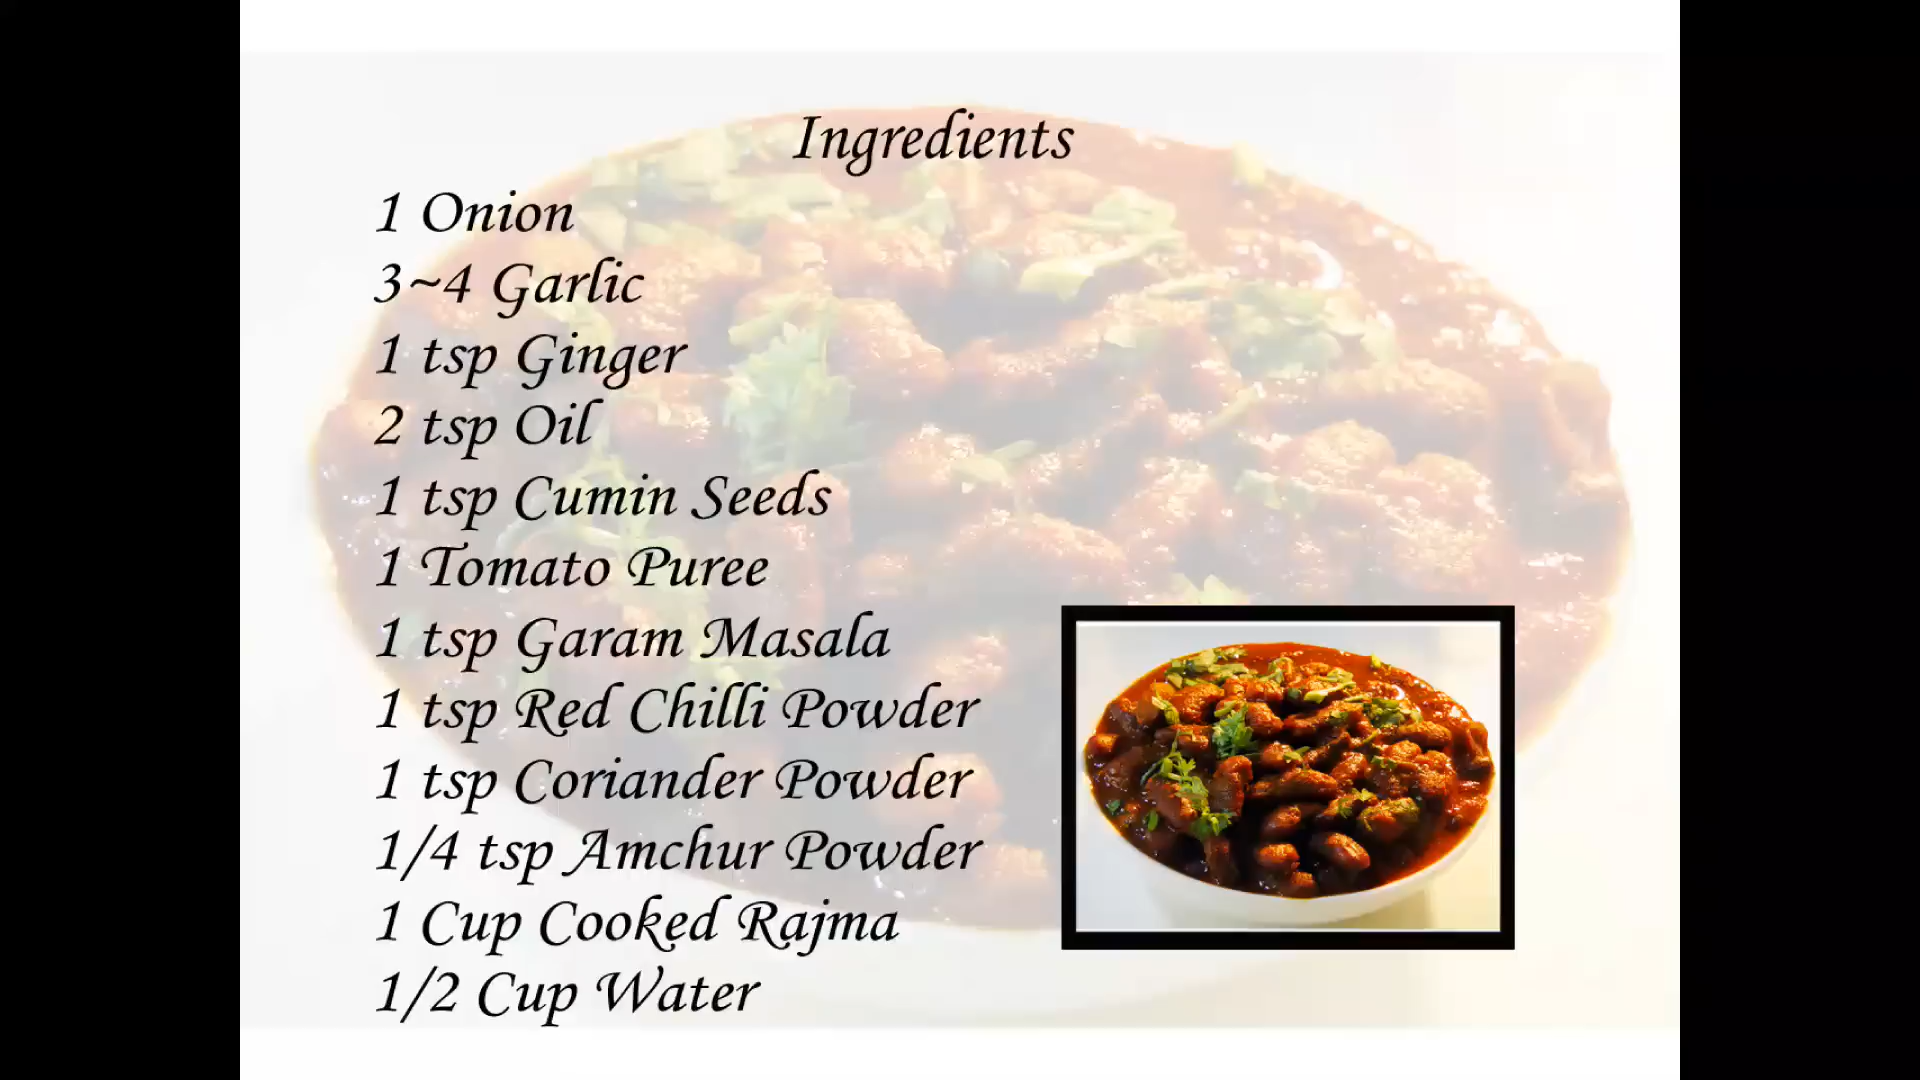 Ingredients
1 Onion
3~4 Garlic
1 tsp Ginger
2 tsp Oil
1 tsp Cumin Seeds
1 Tomato Puree
1 tsp Garam Masala
1 tsp Red Chilli Powder
1 tsp Coriander Powder
1/4 tsp Amchur Powder
1 Cup Cooked Rajma
1/2 Cup Water